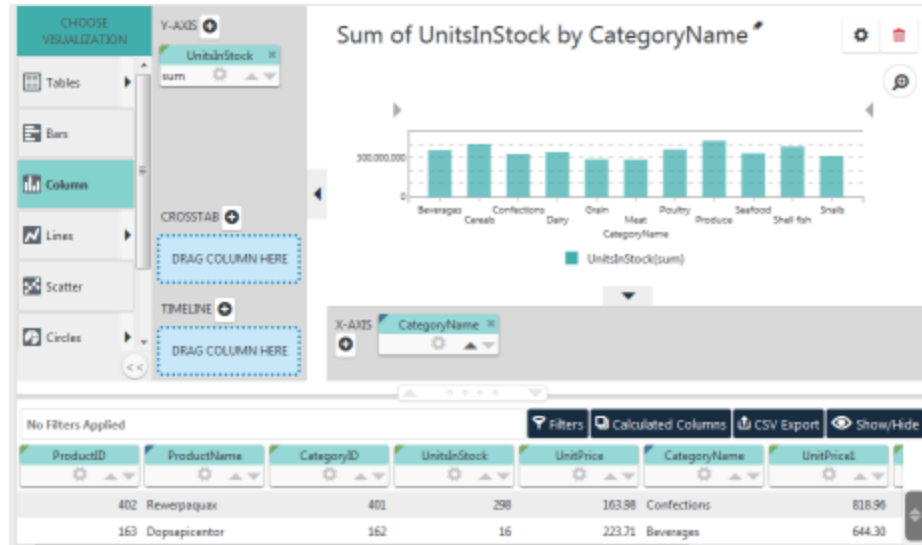 CHOOSE
VISUALIZATION
Tables
Bars
Column
Lines
Scatter
Circles
<<
Y-AXIS
UnitsInStock
sum
CROSSTAB
DRAG COLUMN HERE
TIMELINE
DRAG COLUMN HERE
Sum of UnitsInStock by CategoryName
300,000,000
0
Beverages Cereals Confections Dairy Grain Meat Poultry Produce Seafood Shell fish Snails
CategoryName
UnitsInStock(sum)
X-AXIS
CategoryName
No Filters Applied
Filters Calculated Columns CSV Export Show/Hide
ProductID ProductName CategoryID UnitsInStock UnitPrice CategoryName UnitPrice1
402 Rewerpaquax 401 298 163.98 Confections 818.96
163 Dopsapicentor 162 16 223.71 Beverages 644.30